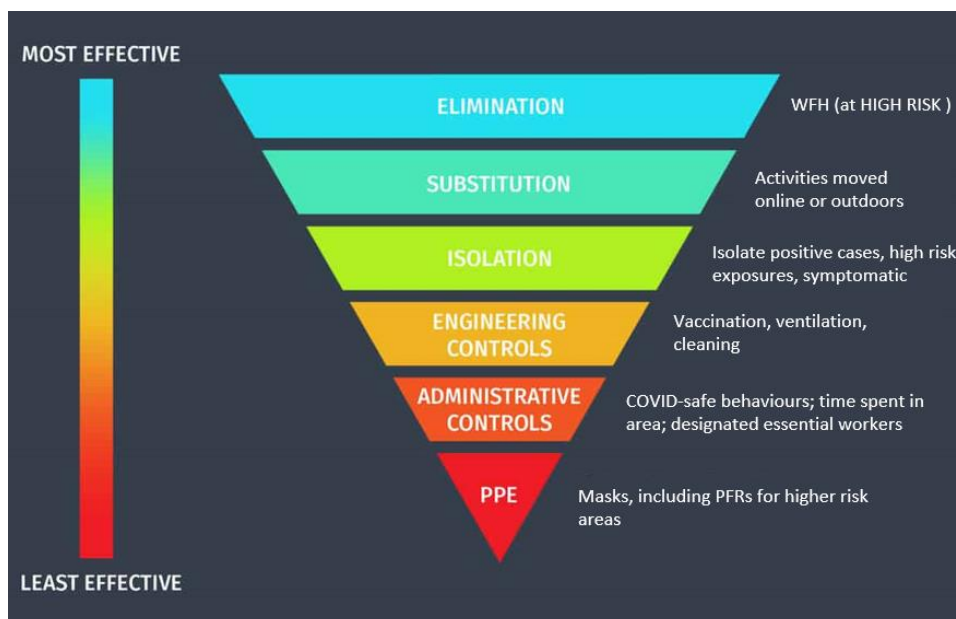 MOST EFFECTIVE
ELIMINATION
WFH (at HIGH RISK )
SUBSTITUTION
Activities moved
online or outdoors
ISOLATION
Isolate positive cases, high risk
exposures, symptomatic
ENGINEERING
CONTROLS
Vaccination, ventilation,
cleaning
ADMINISTRATIVE
CONTROLS
COVID-safe behaviours; time spent in
area; designated essential workers
PPE
Masks, including PFRs for higher risk
areas
LEAST EFFECTIVE